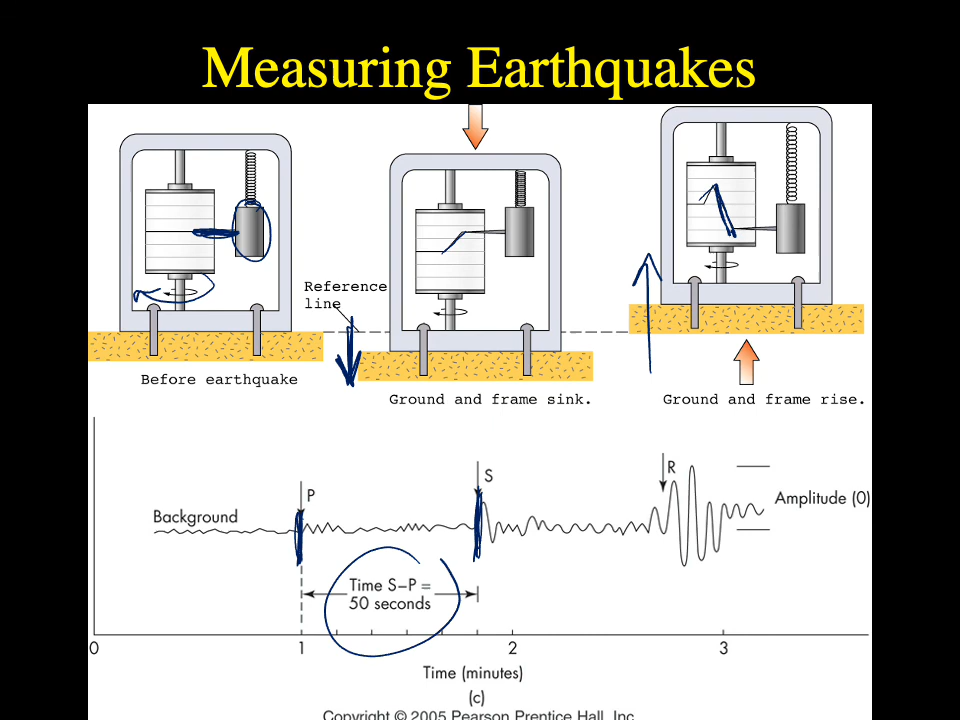 Measuring Earthquakes
Reference
line
Before earthquake
Ground and frame sink.
Ground and frame rise.
P
S
R
Background
Amplitude (0)
Time S–P =
50 seconds
0 1 2 3
Time (minutes)
(c)
Copyright © 2005 Pearson Prentice Hall, Inc.